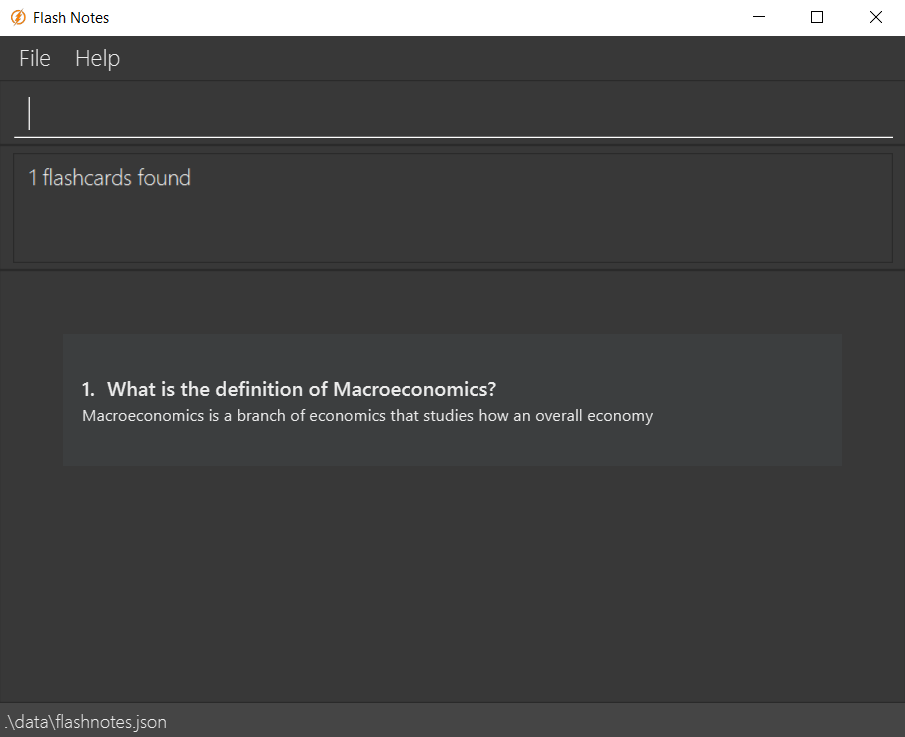 Flash Notes
File Help
1 flashcards found
1. What is the definition of Macroeconomics?
Macroeconomics is a branch of economics that studies how an overall economy
.\data\flashnotes.json